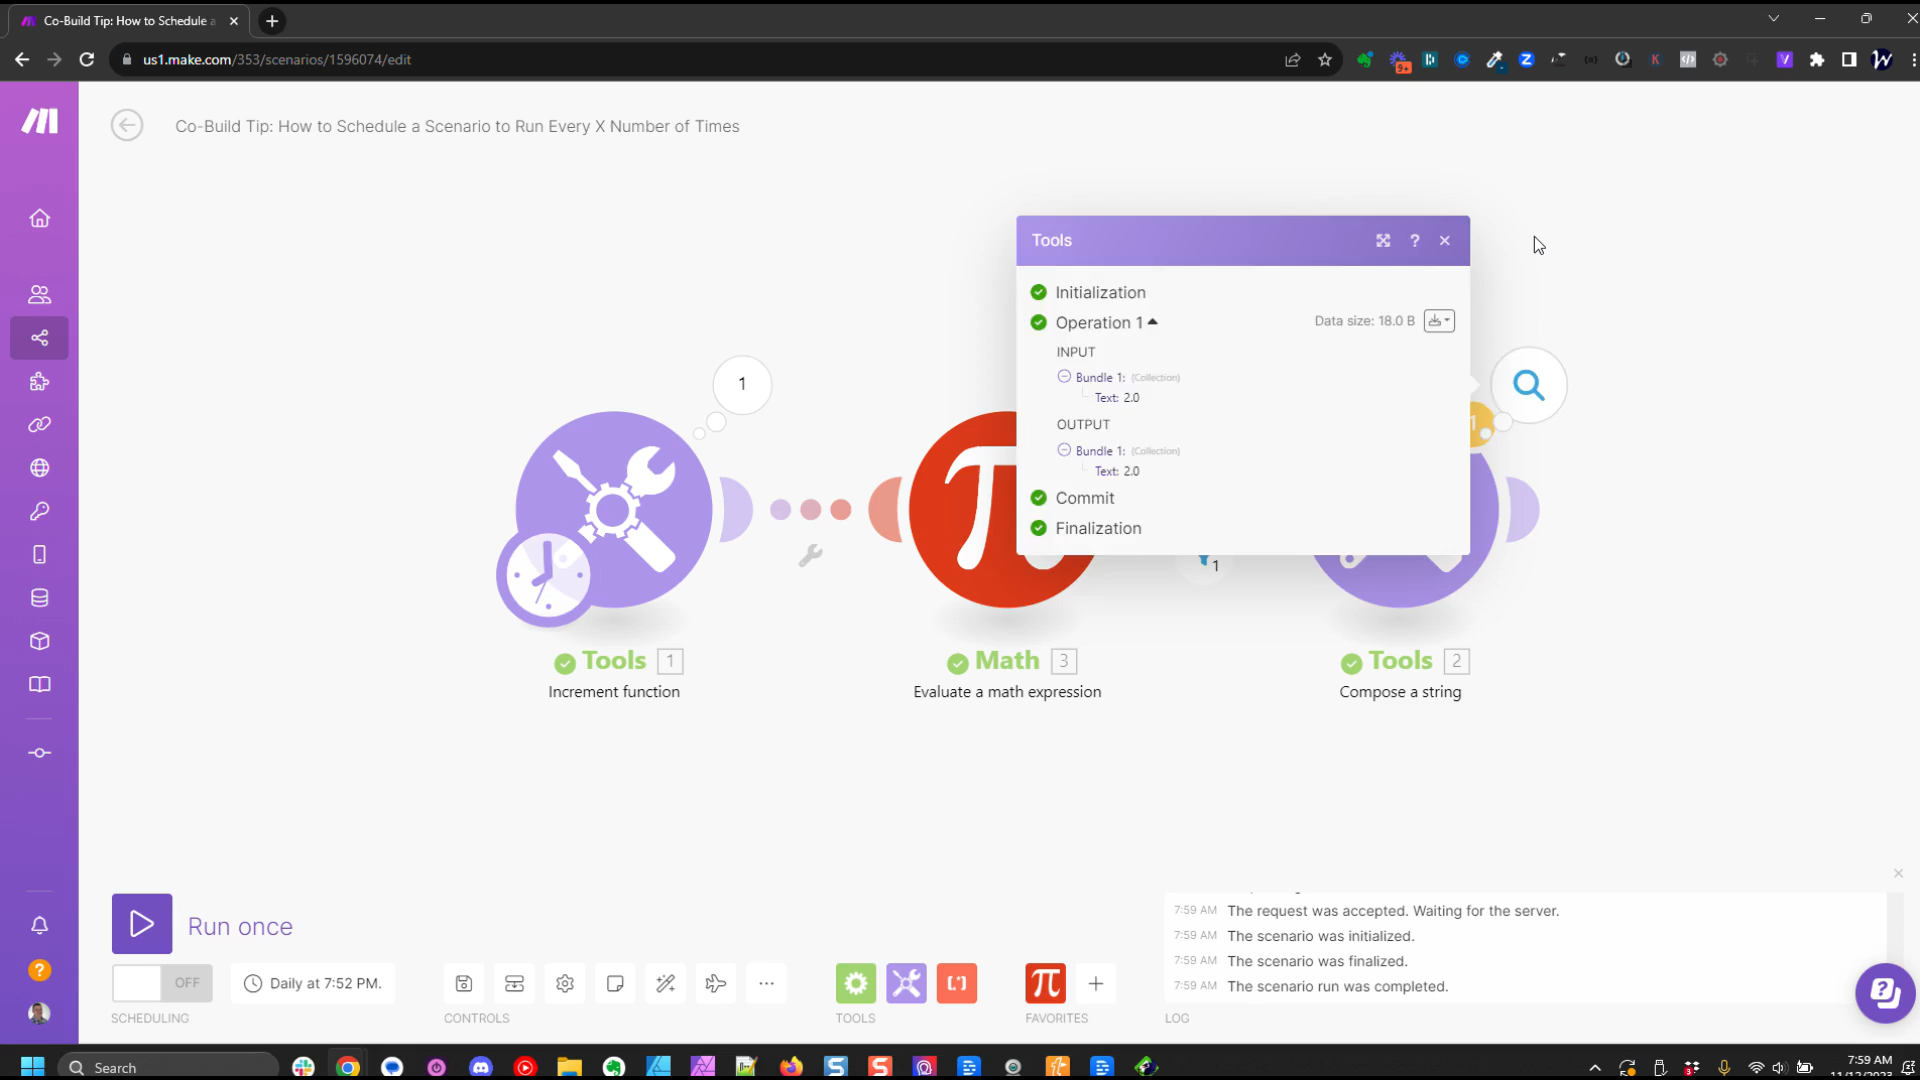 Co-Build Tip: How to Schedule a
us1.make.com/353/scenarios/1596074/edit
9+
Co-Build Tip: How to Schedule a Scenario to Run Every X Number of Times
Tools
?
Initialization
Operation 1
Data size: 18.0 B
INPUT
Bundle 1: (Collection)
Text: 2.0
OUTPUT
Bundle 1: (Collection)
Text: 2.0
Commit
Finalization
1
1
1
Tools 1
Increment function
Math 3
Evaluate a math expression
Tools 2
Compose a string
Run once
OFF
Daily at 7:52 PM.
SCHEDULING
CONTROLS
TOOLS
FAVORITES
LOG
7:59 AM The request was accepted. Waiting for the server.
7:59 AM The scenario was initialized.
7:59 AM The scenario was finalized.
7:59 AM The scenario run was completed.
Search
7:59 AM